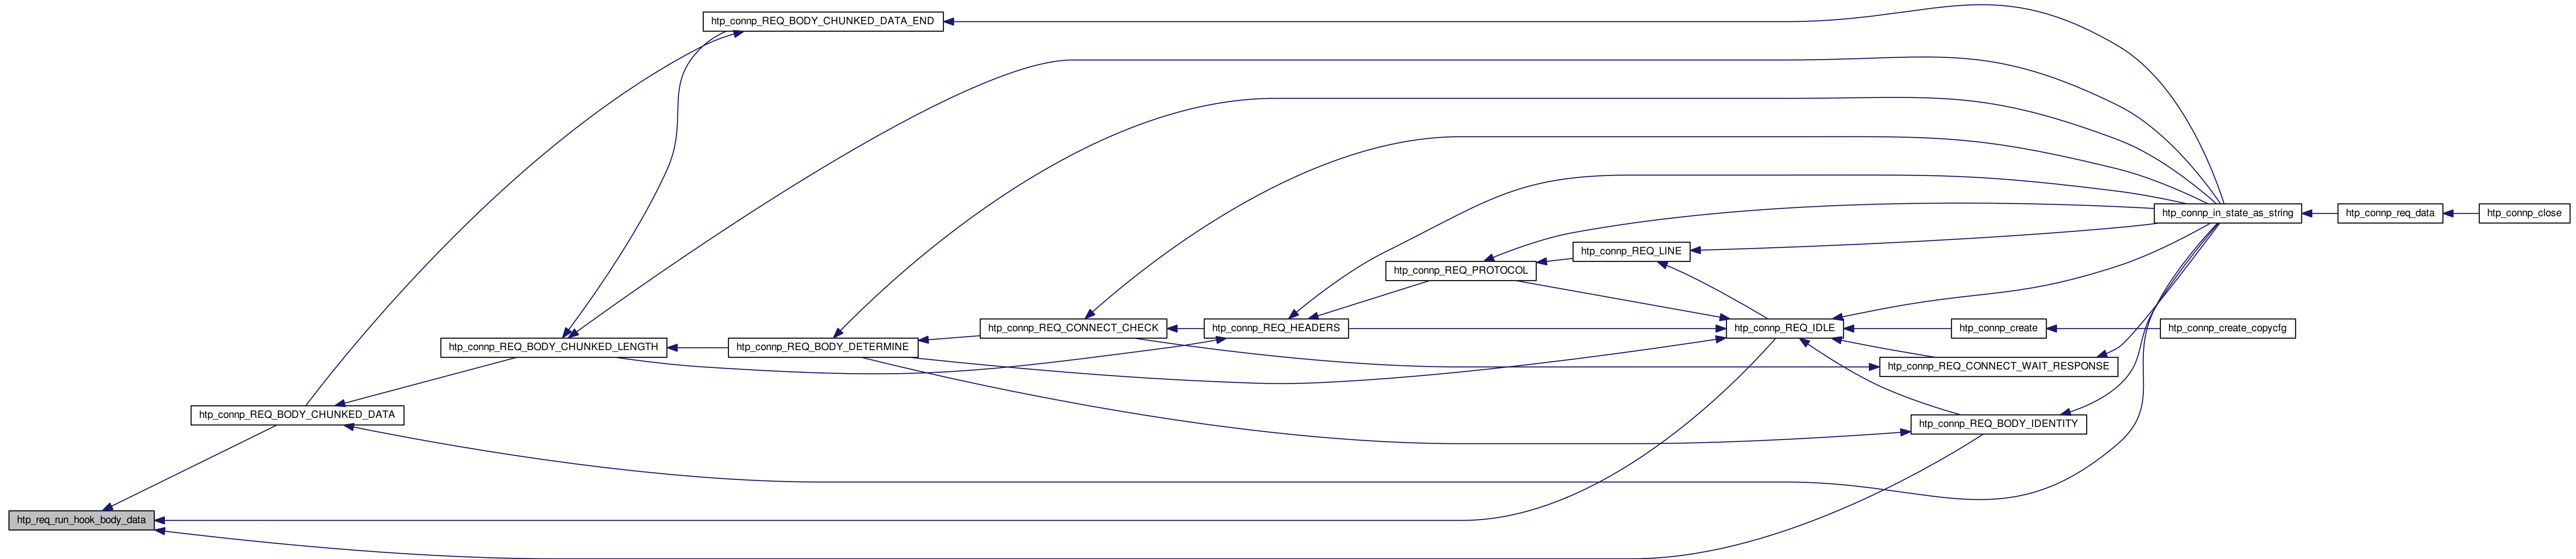 htp_connp_REQ_BODY_CHUNKED_DATA_END
htp_connp_in_state_as_string
htp_connp_req_data
htp_connp_close
htp_connp_REQ_LINE
htp_connp_REQ_PROTOCOL
htp_connp_REQ_CONNECT_CHECK
htp_connp_REQ_HEADERS
htp_connp_REQ_IDLE
htp_connp_create
htp_connp_create_copycfg
htp_connp_REQ_BODY_CHUNKED_LENGTH
htp_connp_REQ_BODY_DETERMINE
htp_connp_REQ_CONNECT_WAIT_RESPONSE
htp_connp_REQ_BODY_CHUNKED_DATA
htp_connp_REQ_BODY_IDENTITY
htp_req_run_hook_body_data